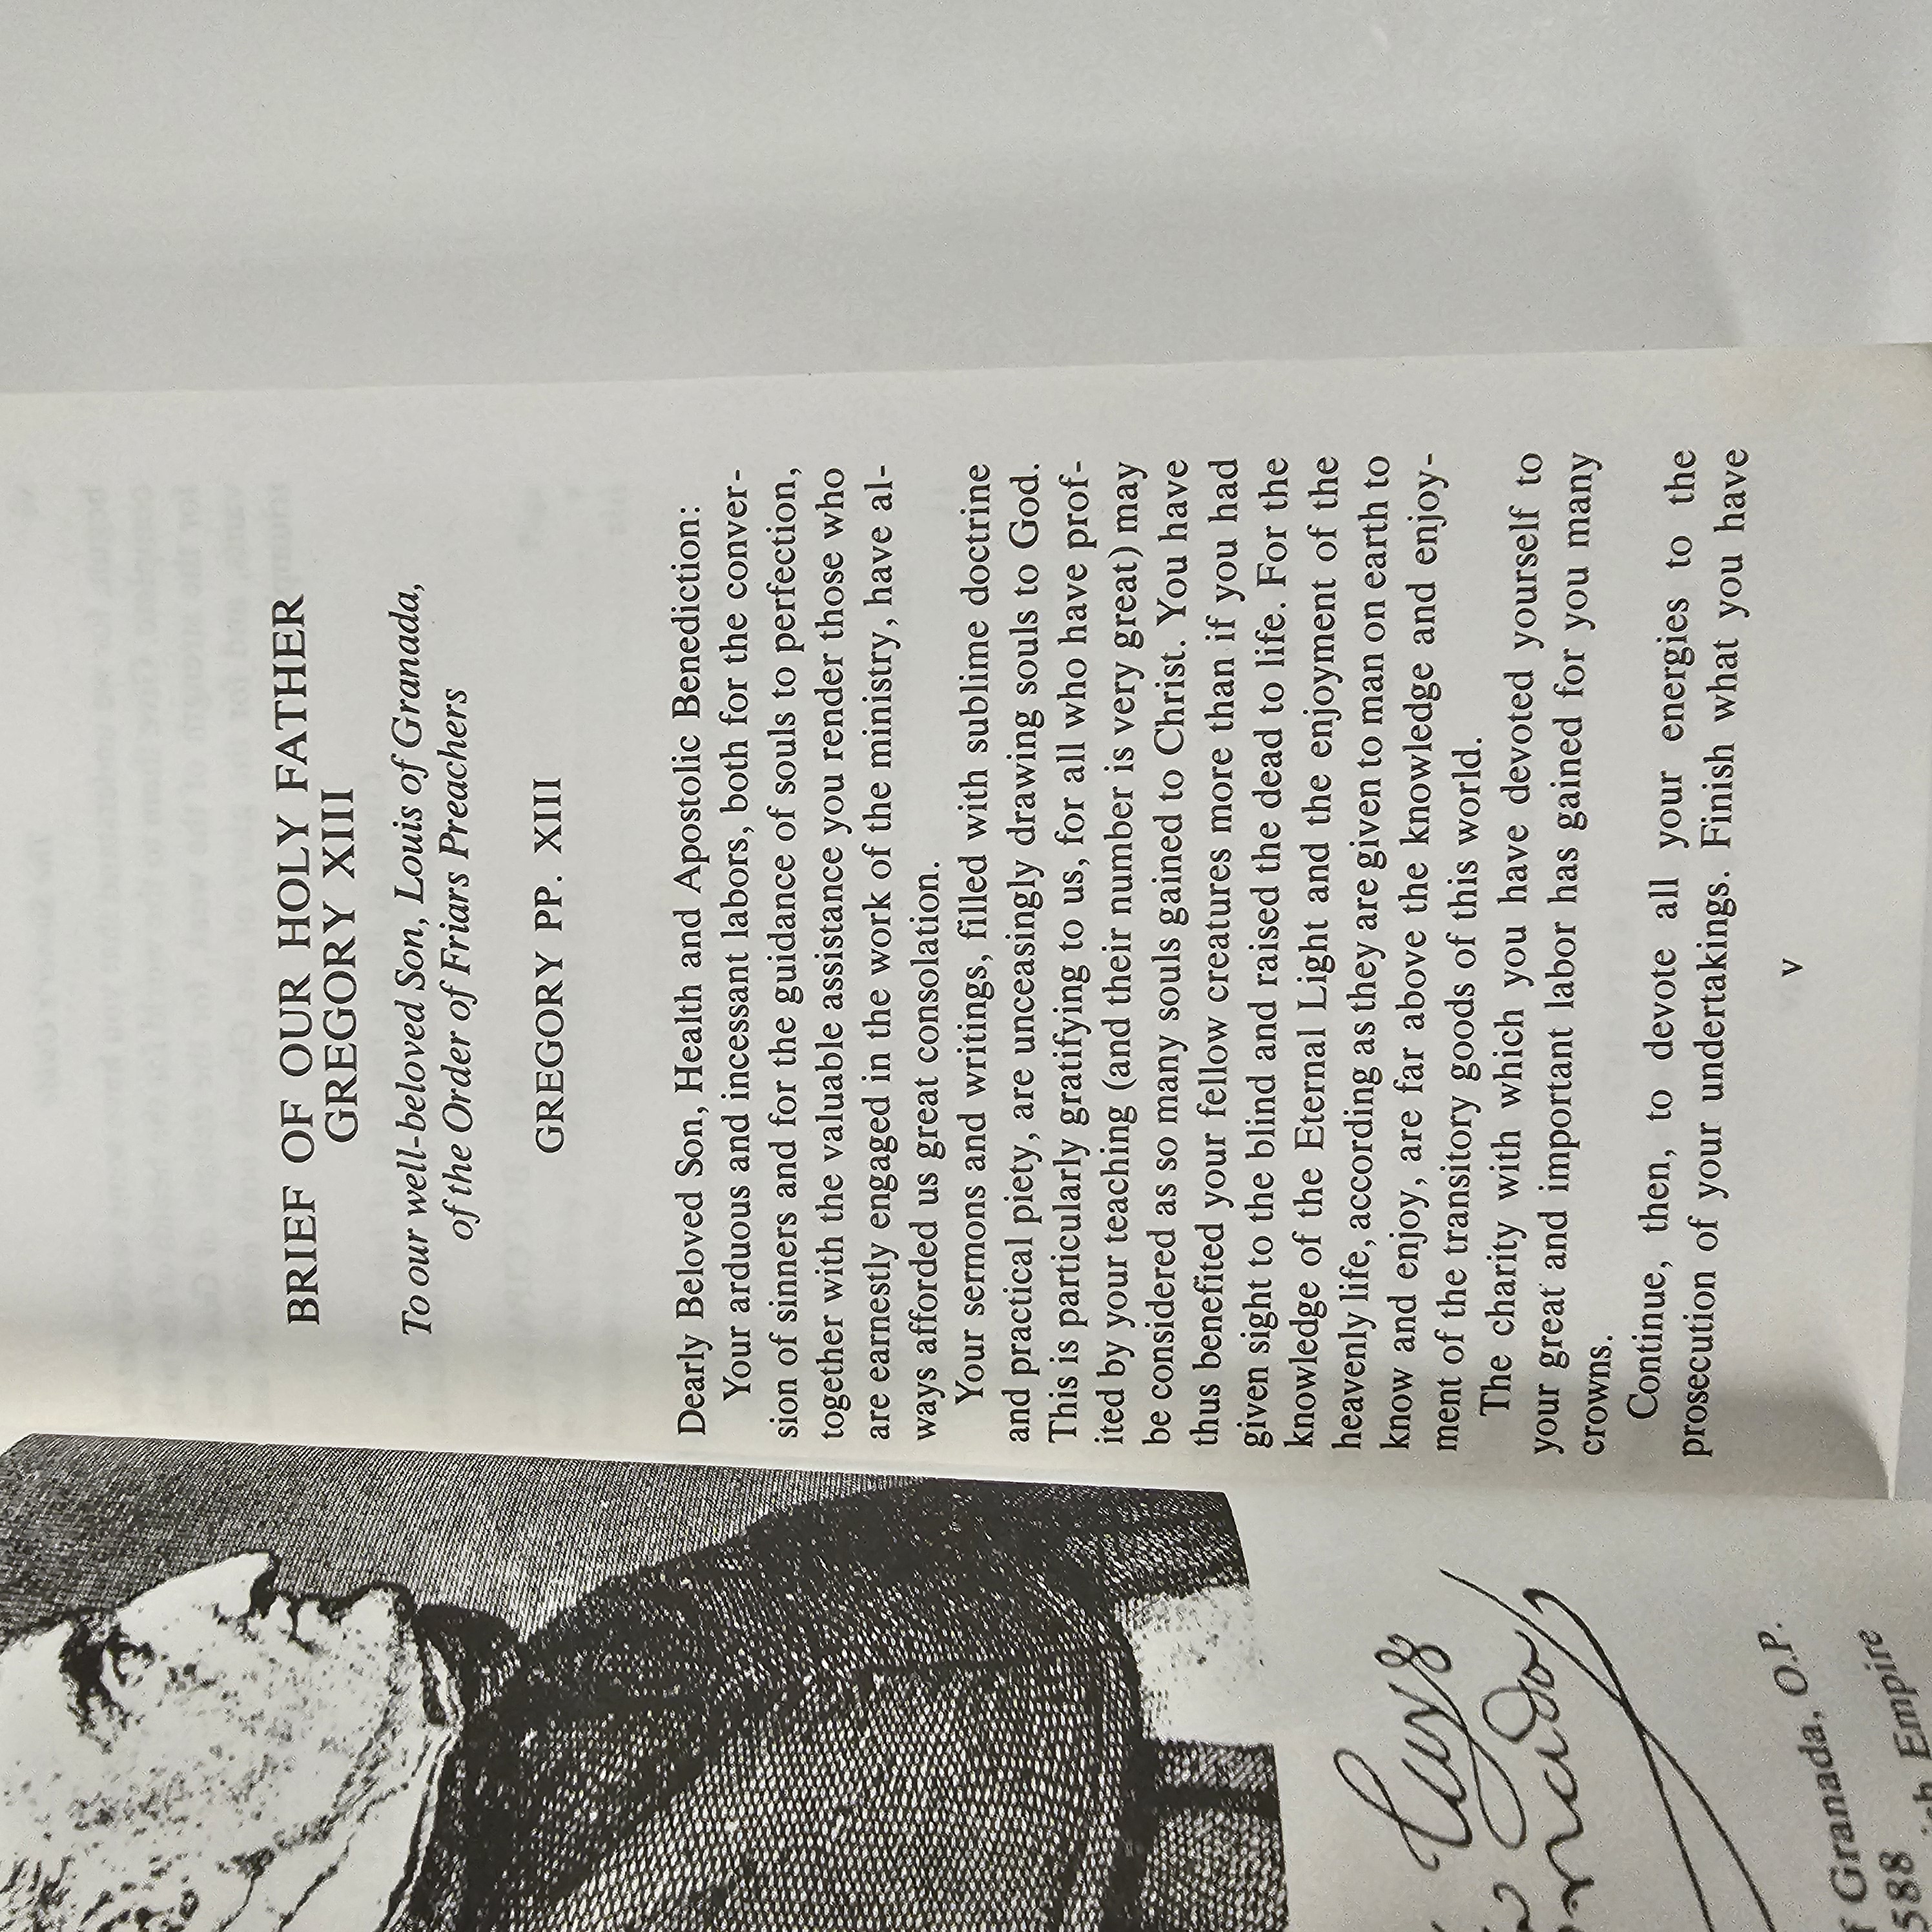 Luys
f Granada, O.P.
588
Empire
BRIEF OF OUR HOLY FATHER
GREGORY XIII
To our well-beloved Son, Louis of Granada,
of the Order of Friars Preachers
GREGORY PP. XIII
Dearly Beloved Son, Health and Apostolic Benediction:
Your arduous and incessant labors, both for the conver-
sion of sinners and for the guidance of souls to perfection,
together with the valuable assistance you render those who
are earnestly engaged in the work of the ministry, have al-
ways afforded us great consolation.
Your sermons and writings, filled with sublime doctrine
and practical piety, are unceasingly drawing souls to God.
This is particularly gratifying to us, for all who have prof-
ited by your teaching (and their number is very great) may
be considered as so many souls gained to Christ. You have
thus benefited your fellow creatures more than if you had
given sight to the blind and raised the dead to life. For the
knowledge of the Eternal Light and the enjoyment of the
heavenly life, according as they are given to man on earth to
know and enjoy, are far above the knowledge and enjoy-
ment of the transitory goods of this world.
The charity with which you have devoted yourself to
your great and important labor has gained for you many
crowns.
Continue, then, to devote all your energies to the
prosecution of your undertakings. Finish what you have
v